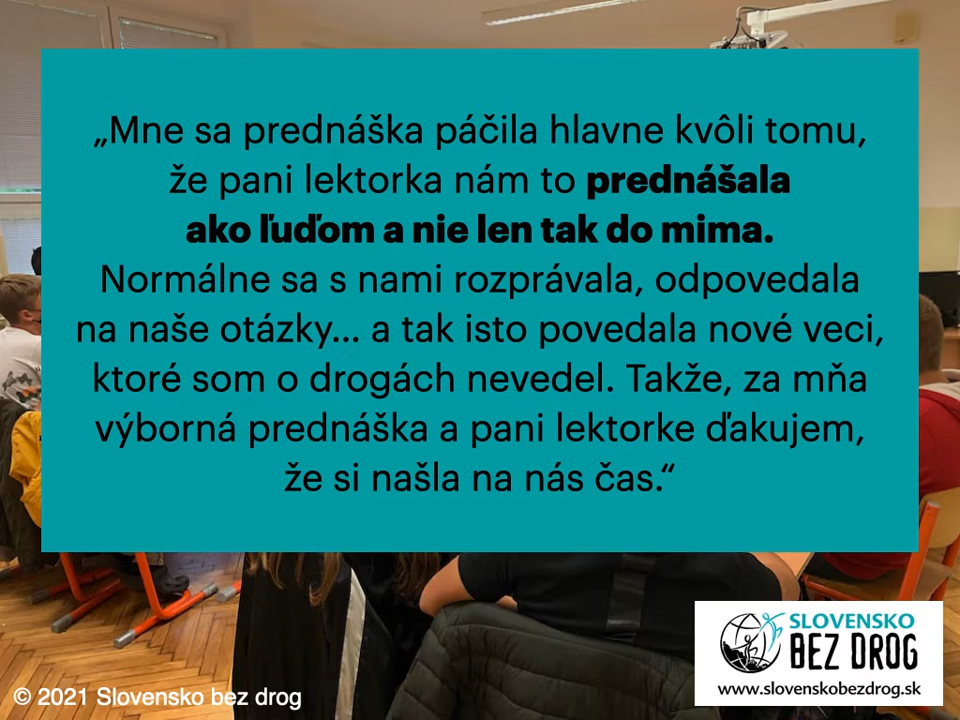 „Mne sa prednáška páčila hlavne kvôli tomu,
že pani lektorka nám to prednášala
ako ľuďom a nie len tak do mima.
Normálne sa s nami rozprávala, odpovedala
na naše otázky... a tak isto povedala nové veci,
ktoré som o drogách nevedel. Takže, za mňa
výborná prednáška a pani lektorke ďakujem,
že si našla na nás čas.“
SLOVENSKO
BEZ DROG
www.slovenskobezdrog.sk
© 2021 Slovensko bez drog